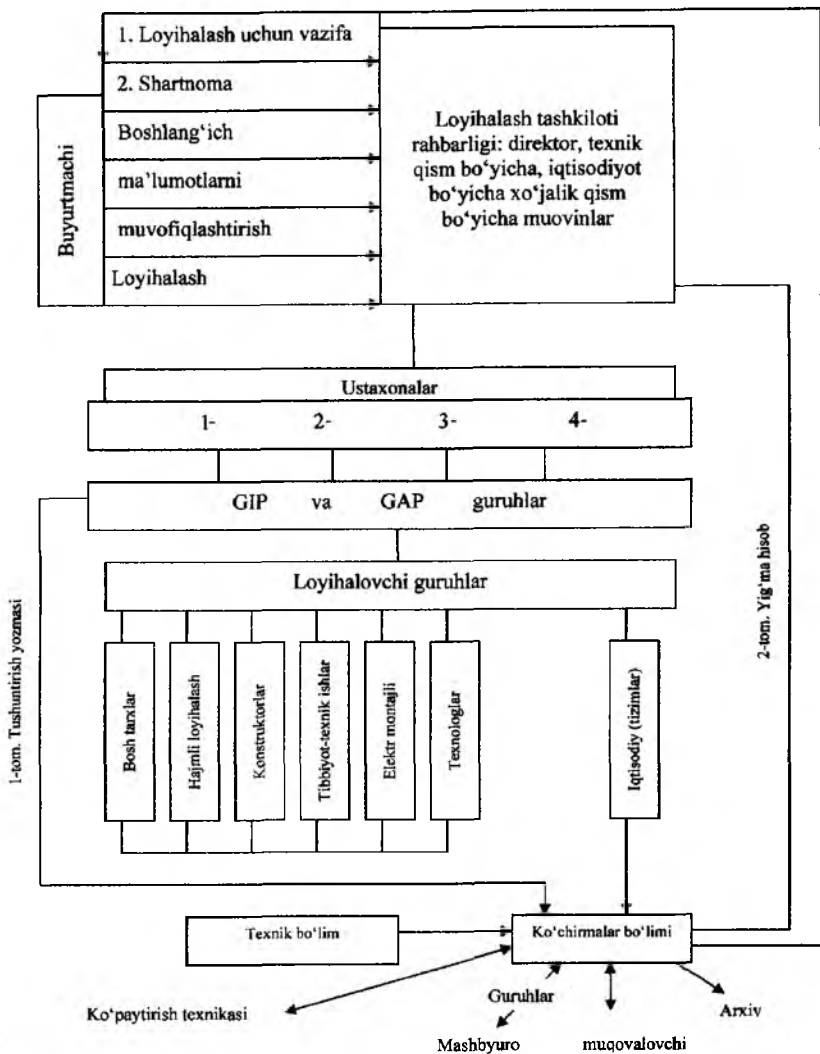 1. Loyihalash uchun vazifa
2. Shartnoma
Boshlang‘ich
ma’lumotlarni
muvofiqlashtirish
Loyihalash
Buyurtmachi
Loyihalash tashkiloti
rahbarligi: direktor, texnik
qism bo‘yicha, iqtisodiyot
bo‘yicha xo‘jalik qism
bo‘yicha muovinlar
Ustaxonalar
1- 2- 3- 4-
GIP va GAP guruhlar
Loyihalovchi guruhlar
Bosh tarxlar
Hajmli loyihalash
Konstruktorlar
Tibbiyot-texnik ishlar
Elektr montajli
Texnologlar
Iqtisodiy (tizimlar)
1-tom. Tushuntirish yozmasi
2-tom. Yig‘ma hisob
Texnik bo‘lim
Ko‘chirmalar bo‘limi
Ko‘paytirish texnikasi
Guruhlar
Mashbyuro
muqovalovchi
Arxiv